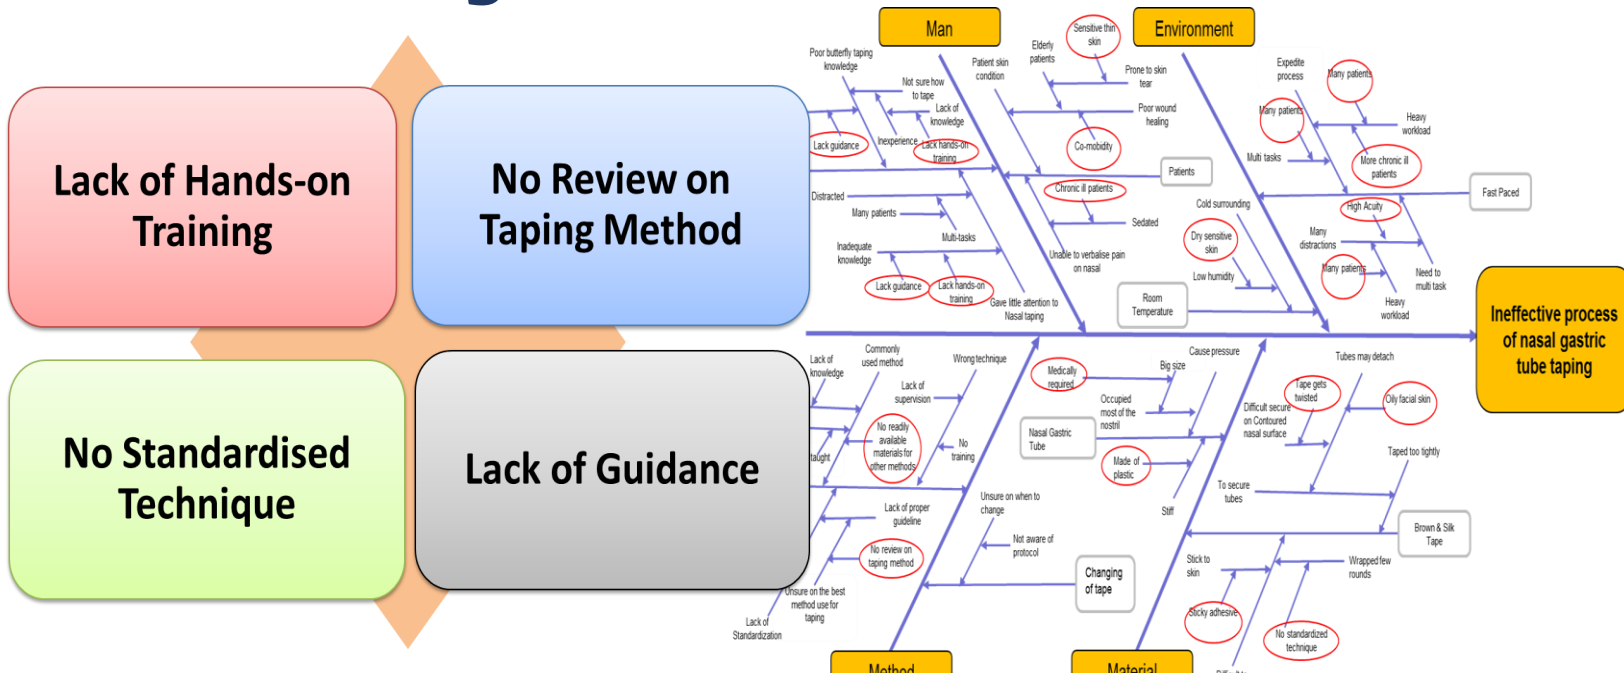 Lack of Hands-on
Training
No Review on
Taping Method
No Standardised
Technique
Lack of Guidance
Man
Environment
Poor butterfly taping
knowledge
Not sure how
to tape
Lack of
knowledge
Inexperience
Lack guidance
Lack hands-on
training
Distracted
Many patients
Multi-tasks
Inadequate
knowledge
Lack guidance
Lack hands-on
training
Gave little attention to
Nasal taping
Patient skin
condition
Elderly
patients
Sensitive thin
skin
Prone to skin
tear
Poor wound
healing
Co-mobidity
Patients
Chronic ill patients
Sedated
Unable to verbalise pain
on nasal
Expedite
process
Many patients
Many patients
Heavy
workload
Multi tasks
More chronic ill
patients
Fast Paced
Cold surrounding
Dry sensitive
skin
Low humidity
Room
Temperature
High Acuity
Many
distractions
Many patients
Need to
multi task
Heavy
workload
Ineffective process
of nasal gastric
tube taping
Lack of
knowledge
Commonly
used method
Wrong technique
Lack of
supervision
No readily
available
materials for
other methods
No
training
taught
Lack of proper
guideline
No review on
taping method
Unsure on the best
method use for
taping
Lack of
Standardization
Unsure on when to
change
Not aware of
protocol
Changing
of tape
Method
Cause pressure
Big size
Medically
required
Occupied
most of the
nostril
Nasal Gastric
Tube
Made of
plastic
Stiff
Tubes may detach
Tape gets
twisted
Oily facial skin
Difficult secure
on Contoured
nasal surface
Taped too tightly
To secure
tubes
Brown & Silk
Tape
Stick to
skin
Wrapped few
rounds
Sticky adhesive
No standardized
technique
Material